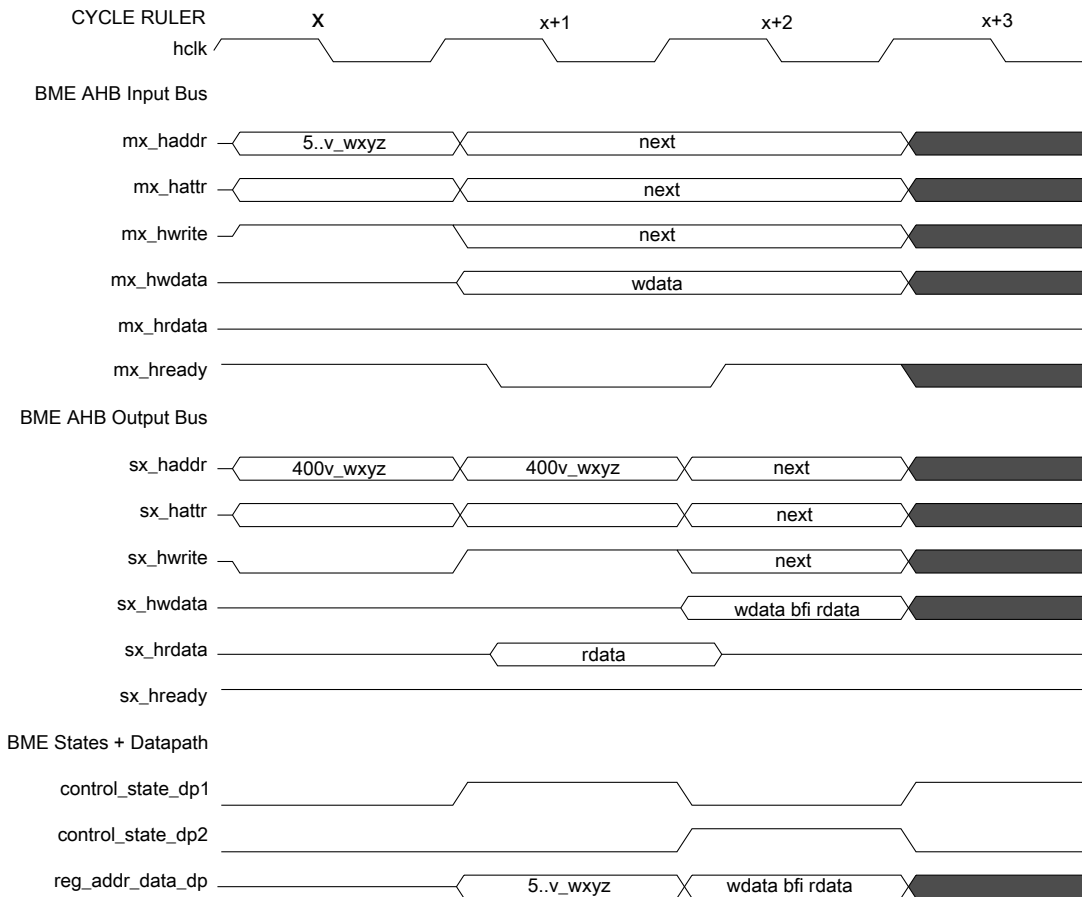 CYCLE RULER x x+1 x+2 x+3
hclk
BME AHB Input Bus
mx_haddr 5..v_wxyz next
mx_hattr next
mx_hwrite next
mx_hwdata wdata
mx_hrdata
mx_hready
BME AHB Output Bus
sx_haddr 400v_wxyz 400v_wxyz next
sx_hattr next
sx_hwrite next
sx_hwdata wdata bfi rdata
sx_hrdata rdata
sx_hready
BME States + Datapath
control_state_dp1
control_state_dp2
reg_addr_data_dp 5..v_wxyz wdata bfi rdata